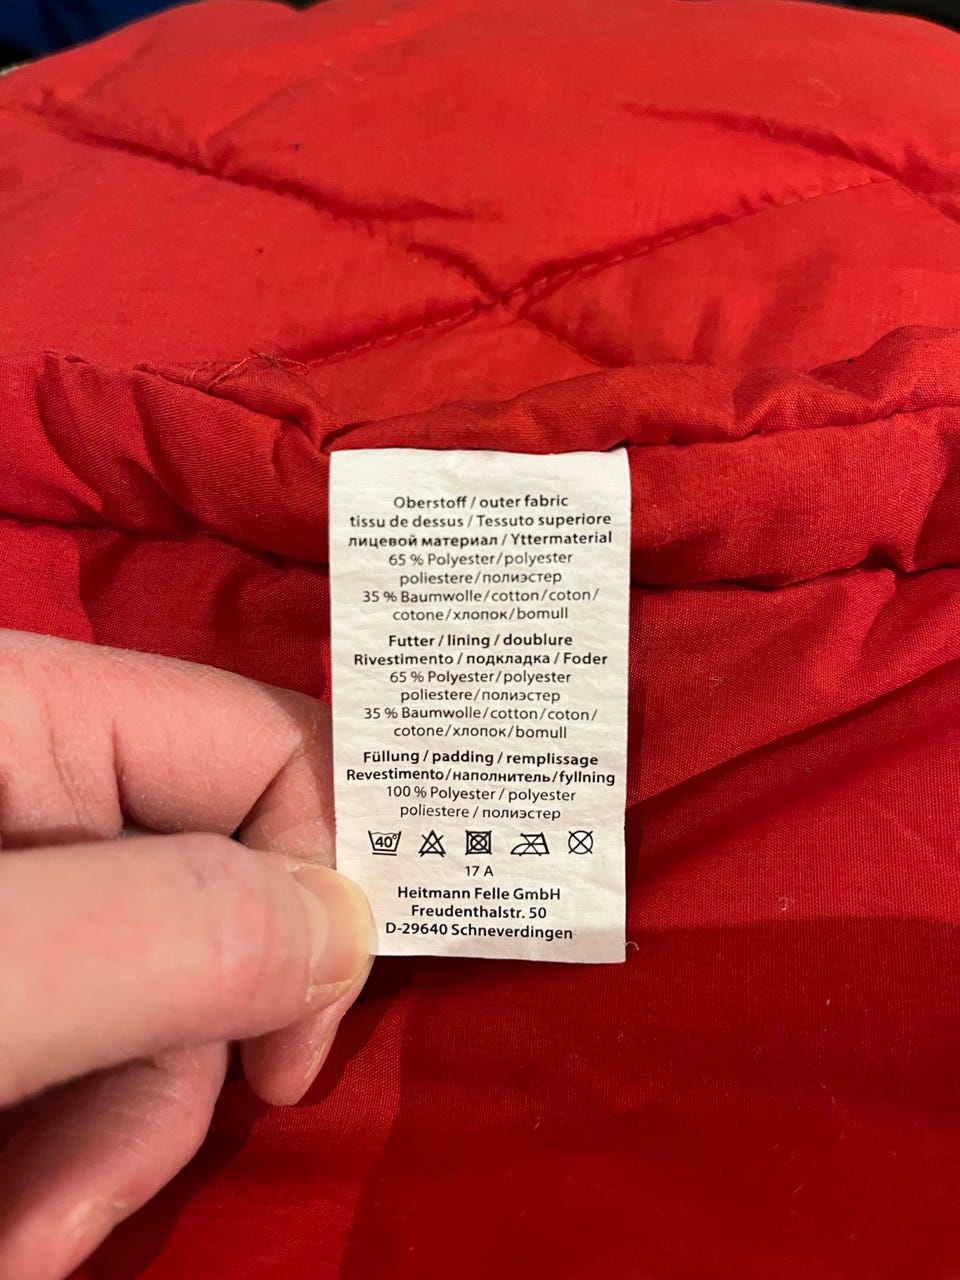 Oberstoff / outer fabric
tissu de dessus / Tessuto superiore
лицевой материал / Yttermaterial
65 % Polyester/polyester
poliestere/полиэстер
35 % Baumwolle/cotton/coton/
cotone/хлопок/bomull
Futter / lining / doublure
Rivestimento / подкладка / Foder
65 % Polyester/polyester
poliestere/полиэстер
35 % Baumwolle/cotton/coton/
cotone/хлопок/bomull
Füllung / padding / remplissage
Revestimento/наполнитель/fyllning
100 % Polyester / polyester
poliestere / полиэстер
40°
17 A
Heitmann Felle GmbH
Freudenthalstr. 50
D-29640 Schneverdingen